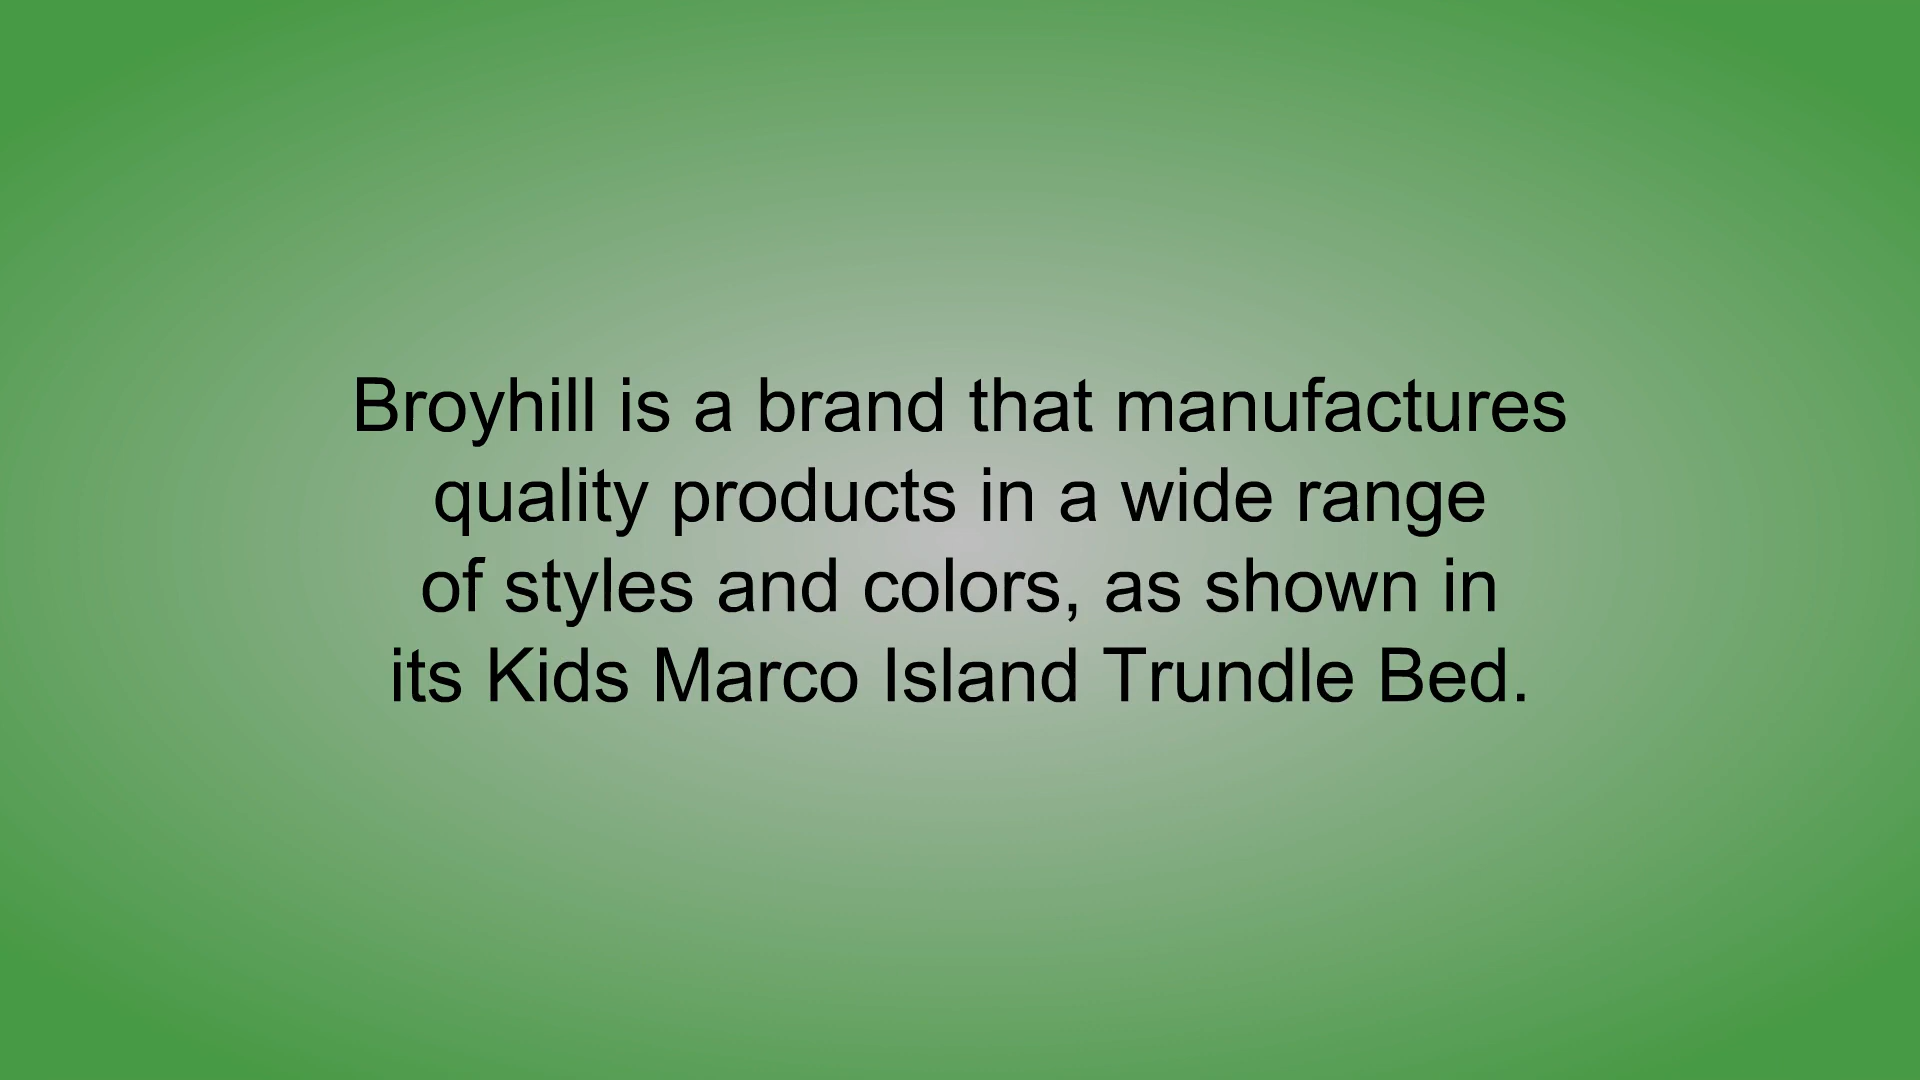 Broyhill is a brand that manufactures
quality products in a wide range
of styles and colors, as shown in
its Kids Marco Island Trundle Bed.